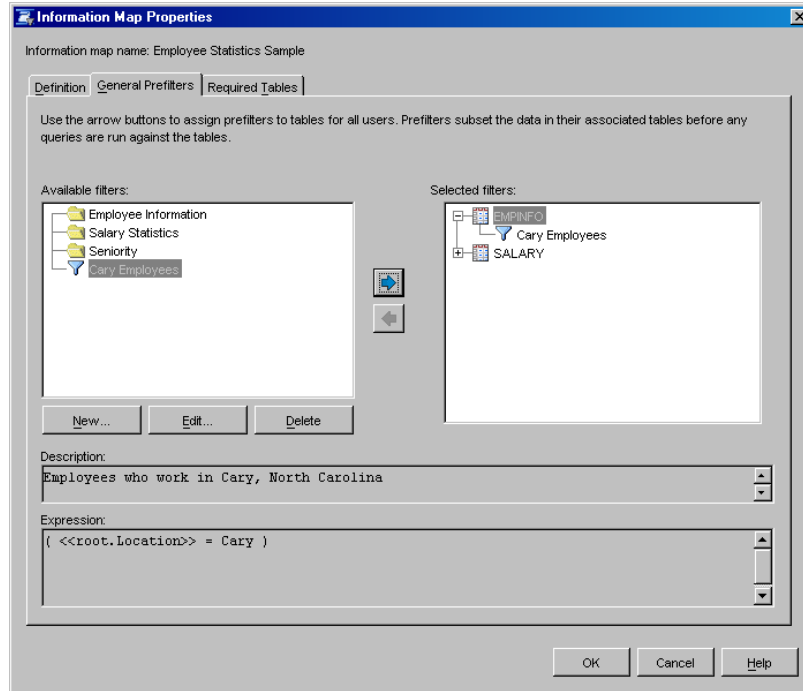 Information Map Properties
Information map name: Employee Statistics Sample
Definition General Prefilters Required Tables
Use the arrow buttons to assign prefilters to tables for all users. Prefilters subset the data in their associated tables before any
queries are run against the tables.
Available filters:
Employee Information
Salary Statistics
Seniority
Cary Employees
Selected filters:
EMPINFO
Cary Employees
SALARY
New... Edit... Delete
Description:
Employees who work in Cary, North Carolina
Expression:
( <<root.Location>> = Cary )
OK Cancel Help